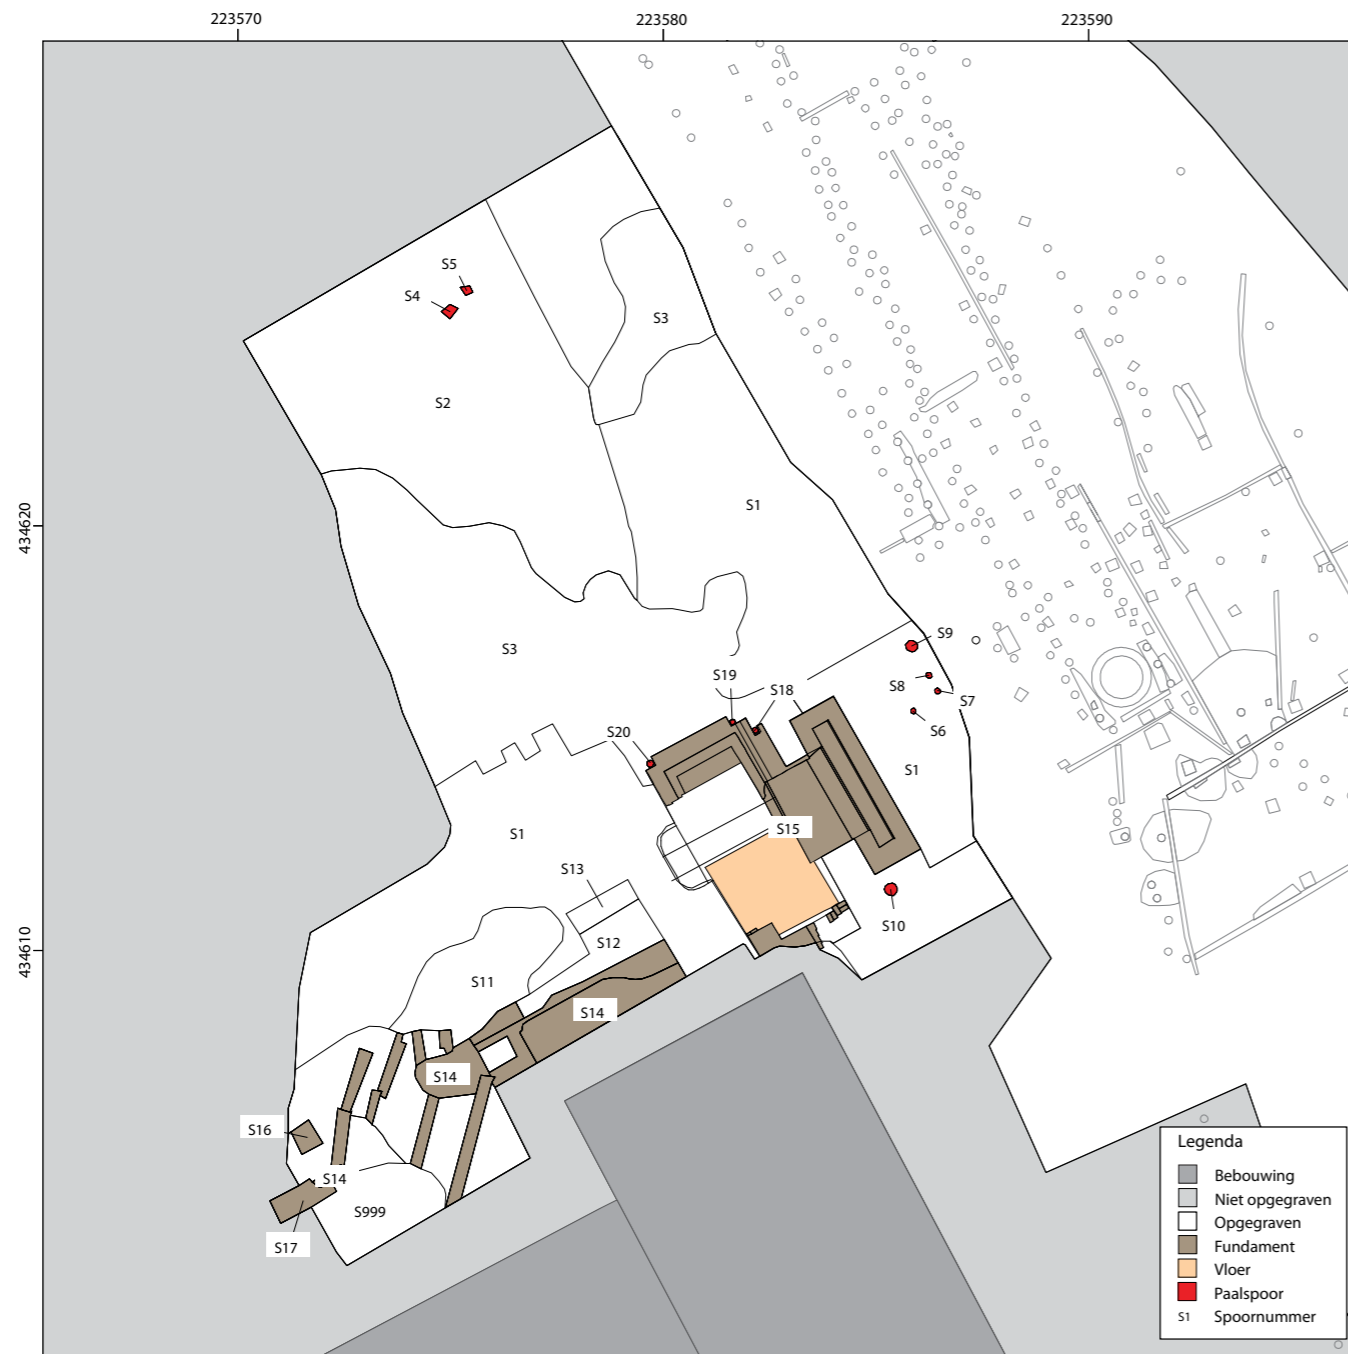 223570
223580
223590
S5
S4
S3
S2
S1
434620
S9
S3
S19
S8
S18
S7
S20
S6
S1
S15
S1
S13
S10
S12
434610
S11
S14
S14
S16
S14
S999
S17
Legenda
Bebouwing
Niet opgegraven
Opgegraven
Fundament
Vloer
Paalspoor
S1 Spoornummer